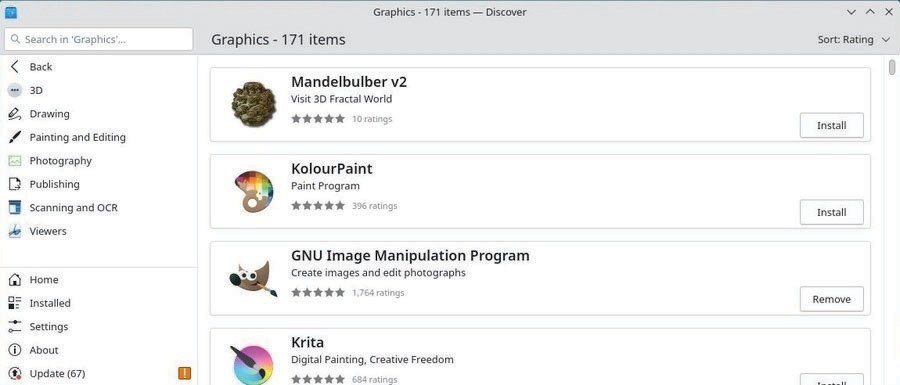 Graphics - 171 items — Discover
Search in 'Graphics'...
Graphics - 171 items
Sort: Rating
Back
3D
Drawing
Painting and Editing
Photography
Publishing
Scanning and OCR
Viewers
Home
Installed
Settings
About
Update (67)
Mandelbulber v2
Visit 3D Fractal World
10 ratings
Install
KolourPaint
Paint Program
396 ratings
Install
GNU Image Manipulation Program
Create images and edit photographs
1,764 ratings
Remove
Krita
Digital Painting, Creative Freedom
684 ratings
Install